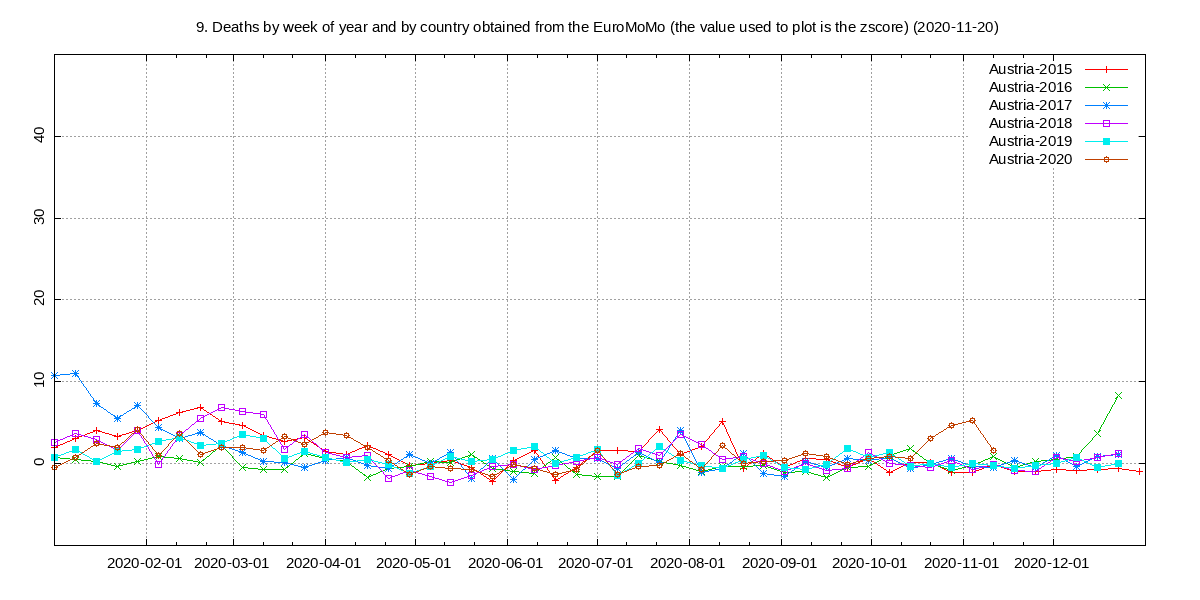 9. Deaths by week of year and by country obtained from the EuroMoMo (the value used to plot is the zscore) (2020-11-20)
Austria-2015
Austria-2016
Austria-2017
Austria-2018
Austria-2019
Austria-2020
40
30
20
10
0
2020-02-01 2020-03-01 2020-04-01 2020-05-01 2020-06-01 2020-07-01 2020-08-01 2020-09-01 2020-10-01 2020-11-01 2020-12-01